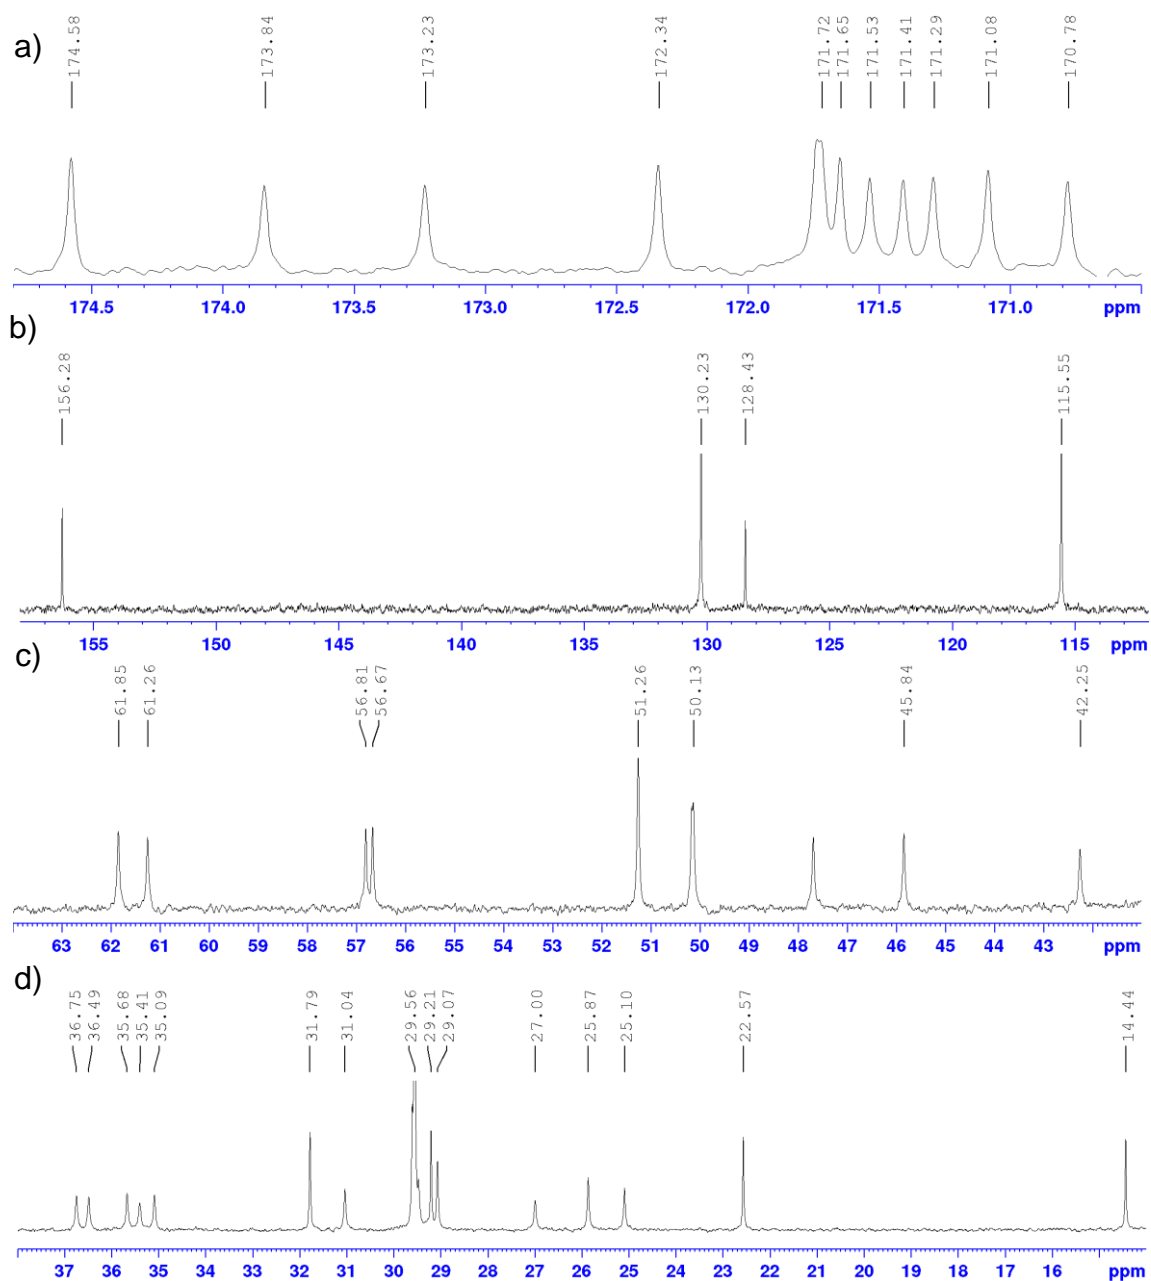 a)
174.58 173.84 173.23 172.34 171.72 171.65 171.53 171.41 171.29 171.08 170.78
174.5 174.0 173.5 173.0 172.5 172.0 171.5 171.0 ppm
b)
156.28 130.23 128.43 115.55
155 150 145 140 135 130 125 120 115 ppm
c)
61.85 61.26 56.81 56.67 51.26 50.13 45.84 42.25
63 62 61 60 59 58 57 56 55 54 53 52 51 50 49 48 47 46 45 44 43 ppm
d)
36.75 36.49 35.68 35.41 35.09 31.79 31.04 29.56 29.21 29.07 27.00 25.87 25.10 22.57 14.44
37 36 35 34 33 32 31 30 29 28 27 26 25 24 23 22 21 20 19 18 17 16 ppm